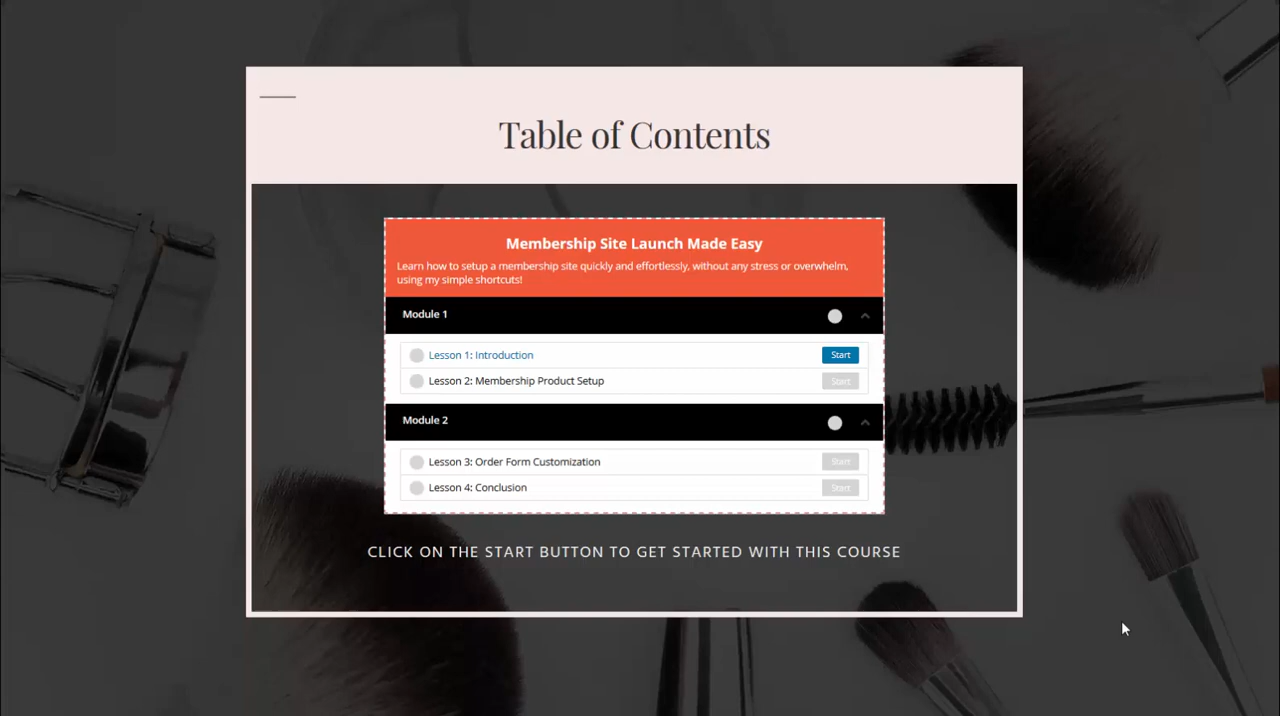 Table of Contents
Membership Site Launch Made Easy
Learn how to setup a membership site quickly and effortlessly, without any stress or overwhelm,
using my simple shortcuts!
Module 1
Lesson 1: Introduction Start
Lesson 2: Membership Product Setup Start
Module 2
Lesson 3: Order Form Customization Start
Lesson 4: Conclusion Start
CLICK ON THE START BUTTON TO GET STARTED WITH THIS COURSE